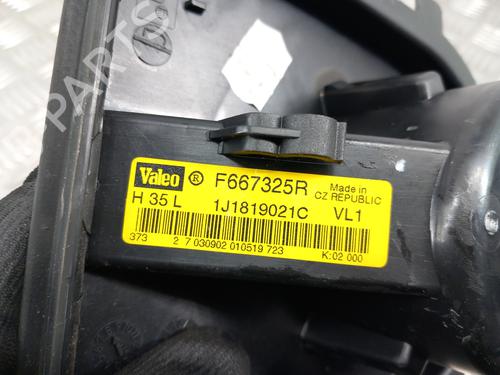 PARTS
Valeo ® F667325R Made in
CZ REPUBLIC
H 35 L 1J1819021C VL1
373 2 7 030902 010519 723 K:02 000